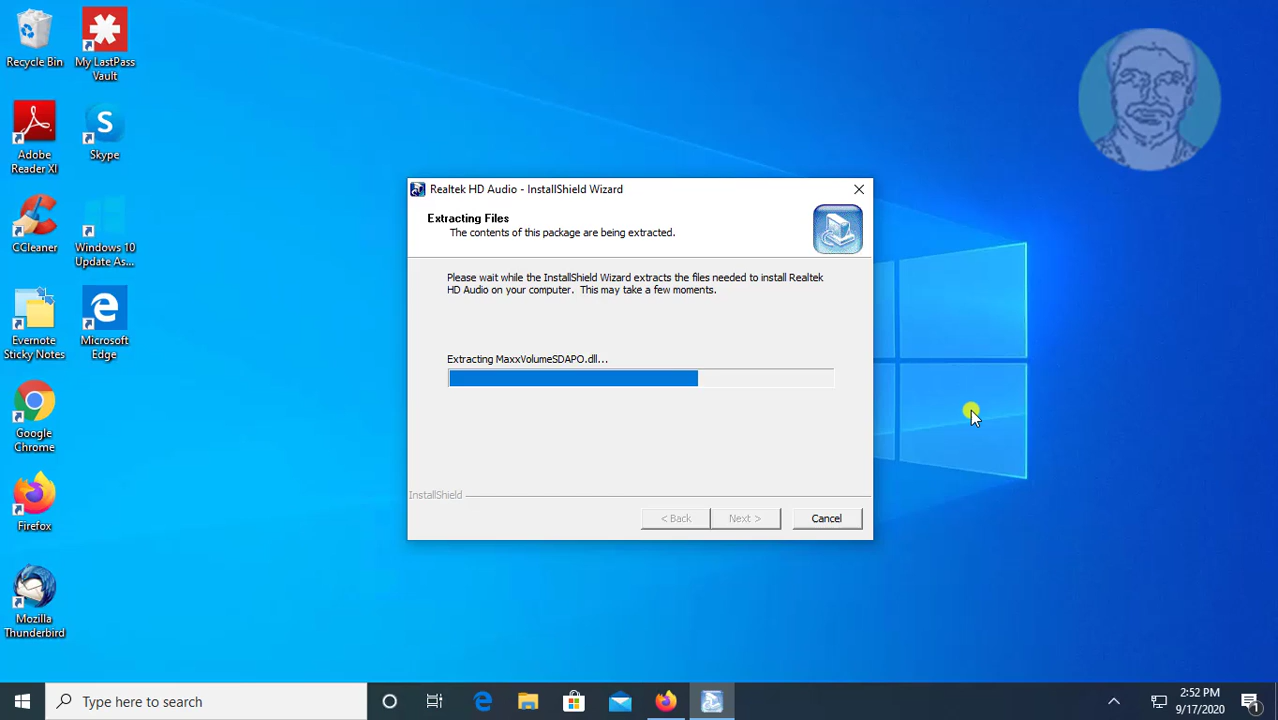 Recycle Bin
My LastPass
Vault
Adobe
Reader XI
Skype
CCleaner
Windows 10
Update As...
Evernote
Sticky Notes
Microsoft
Edge
Google
Chrome
Firefox
Mozilla
Thunderbird
Realtek HD Audio - InstallShield Wizard
Extracting Files
The contents of this package are being extracted.
Please wait while the InstallShield Wizard extracts the files needed to install Realtek
HD Audio on your computer. This may take a few moments.
Extracting MaxxVolumeSDAPO.dll...
InstallShield
< Back
Next >
Cancel
Type here to search
2:52 PM
9/17/2020
1